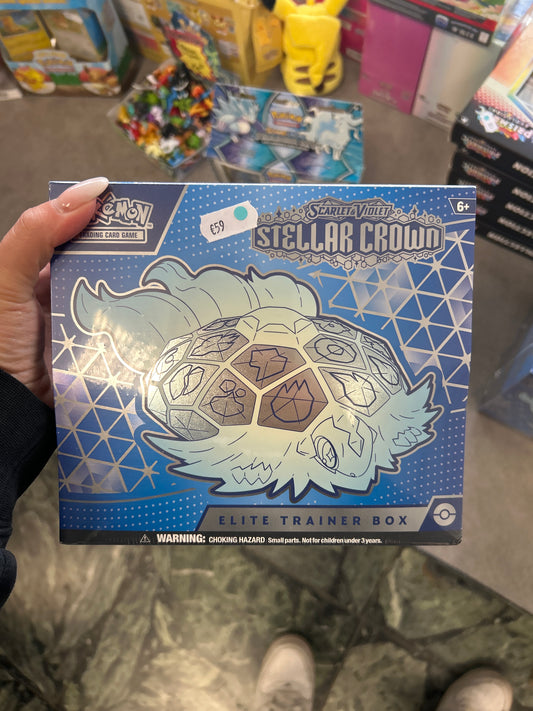 POKéMON
TRADING CARD GAME
£59
SCARLET & VIOLET
STELLAR CROWN
6+
ELITE TRAINER BOX
WARNING: CHOKING HAZARD Small parts. Not for children under 3 years.